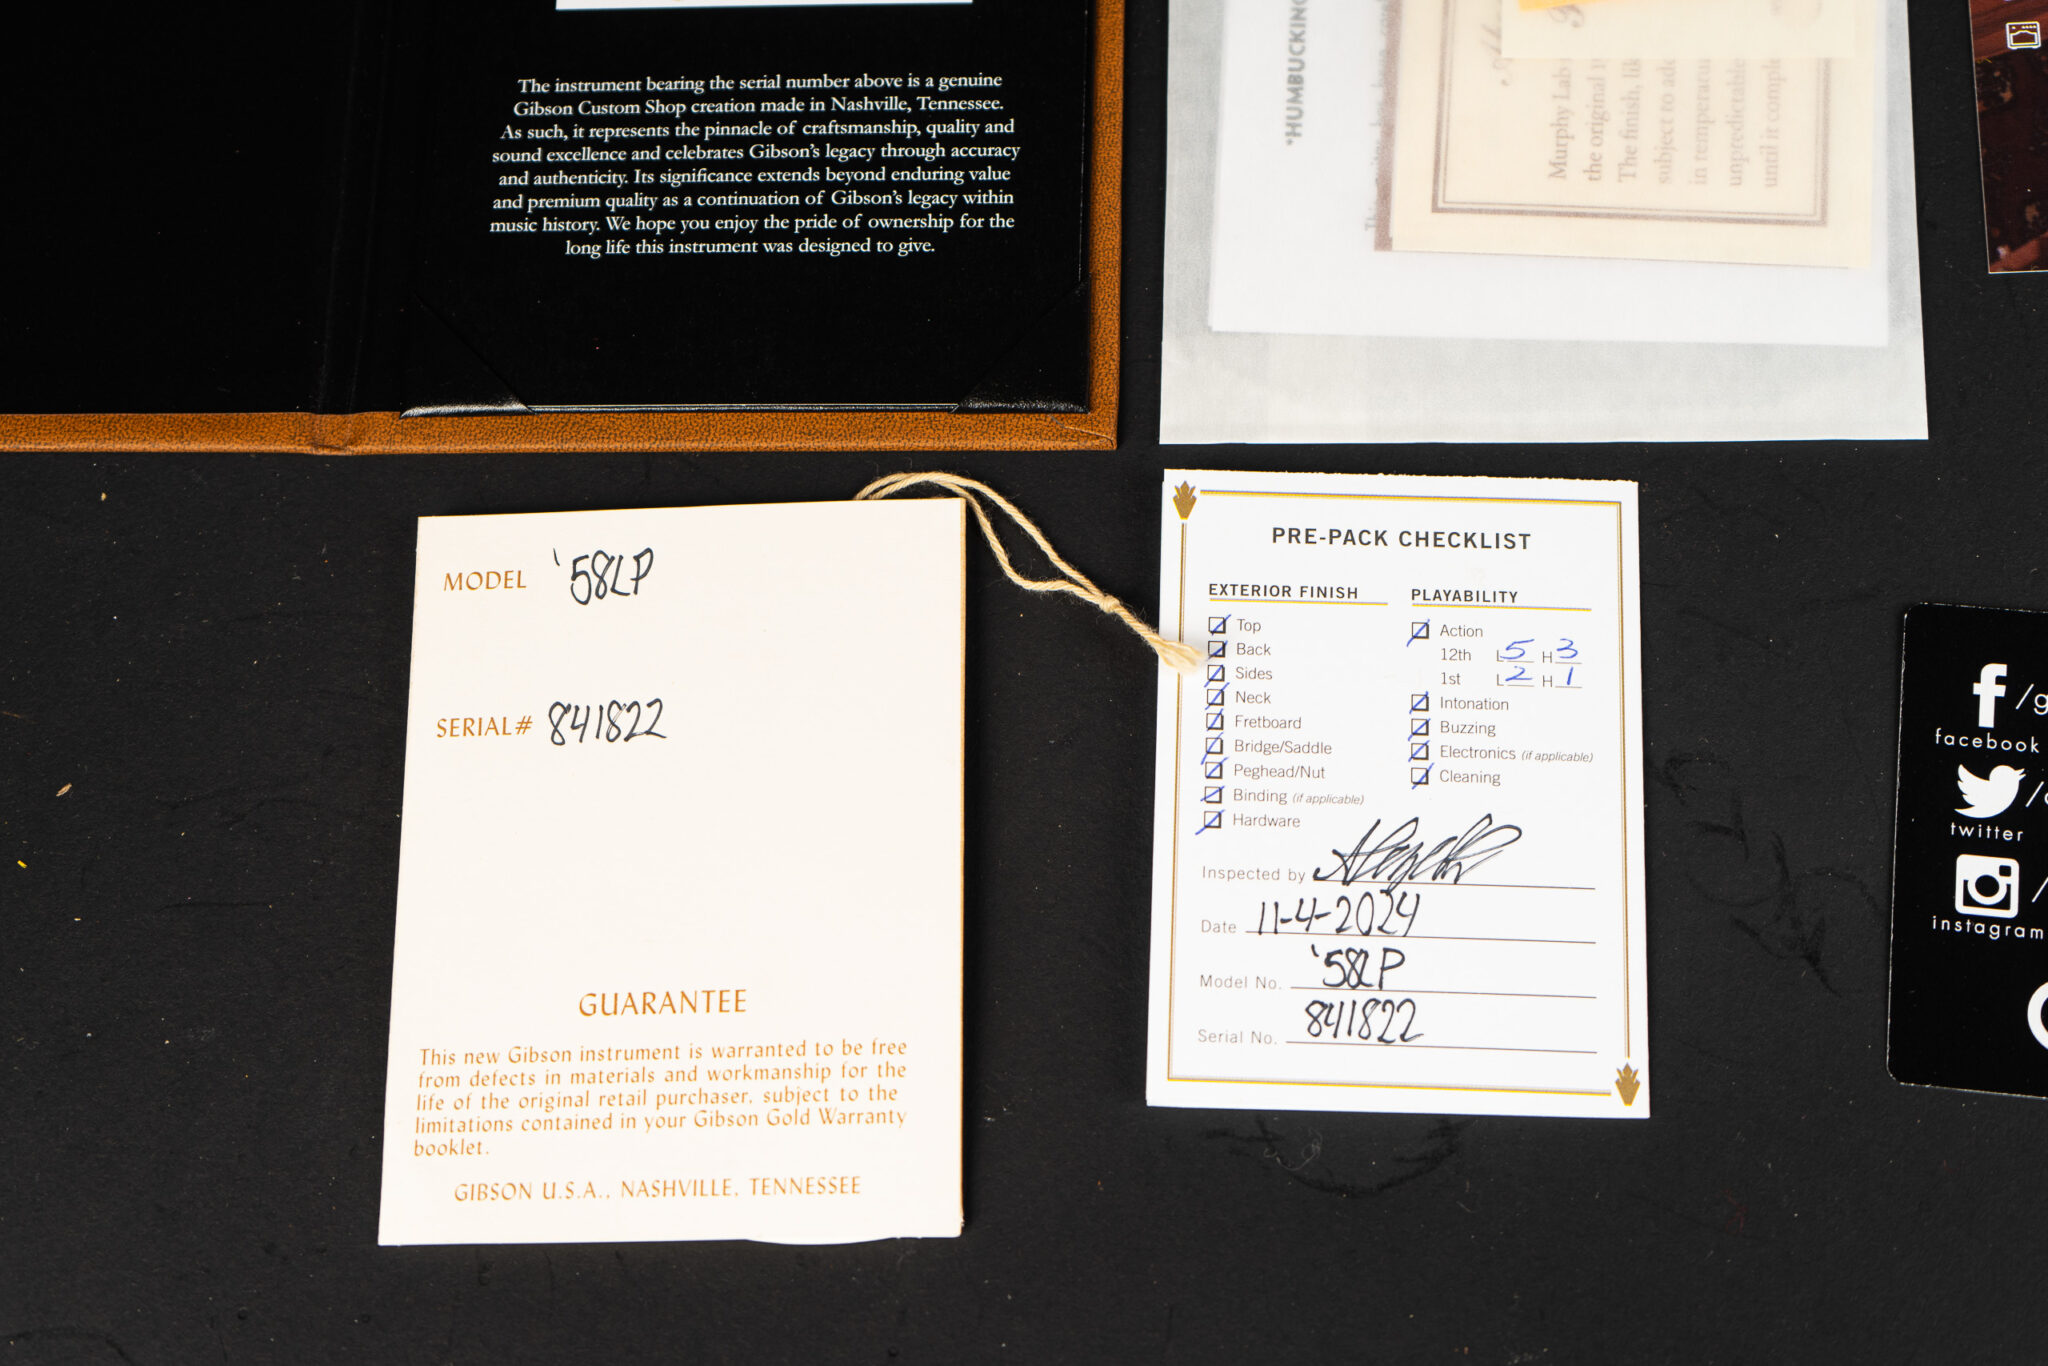 The instrument bearing the serial number above is a genuine
Gibson Custom Shop creation made in Nashville, Tennessee.
As such, it represents the pinnacle of craftsmanship, quality and
sound excellence and celebrates Gibson's legacy through accuracy
and authenticity. Its significance extends beyond enduring value
and premium quality as a continuation of Gibson's legacy within
music history. We hope you enjoy the pride of ownership for the
long life this instrument was designed to give.
*HUMBUCKING
Murphy Lab
the original
The finish, li
subject to
in temperatu
unpredictable
until it comple
MODEL '58LP
SERIAL# 841822
GUARANTEE
This new Gibson instrument is warranted to be free
from defects in materials and workmanship for the
life of the original retail purchaser, subject to the
limitations contained in your Gibson Gold Warranty
booklet.
GIBSON U.S.A., NASHVILLE, TENNESSEE
PRE-PACK CHECKLIST
EXTERIOR FINISH
Top
Back
Sides
Neck
Fretboard
Bridge/Saddle
Peghead/Nut
Binding (if applicable)
Hardware
PLAYABILITY
Action
12th L 5 H 3
1st L 2 H 1
Intonation
Buzzing
Electronics (if applicable)
Cleaning
Inspected by
Date 11-4-2024
Model No. '58LP
Serial No. 841822
/g
facebook
/
twitter
/
instagram